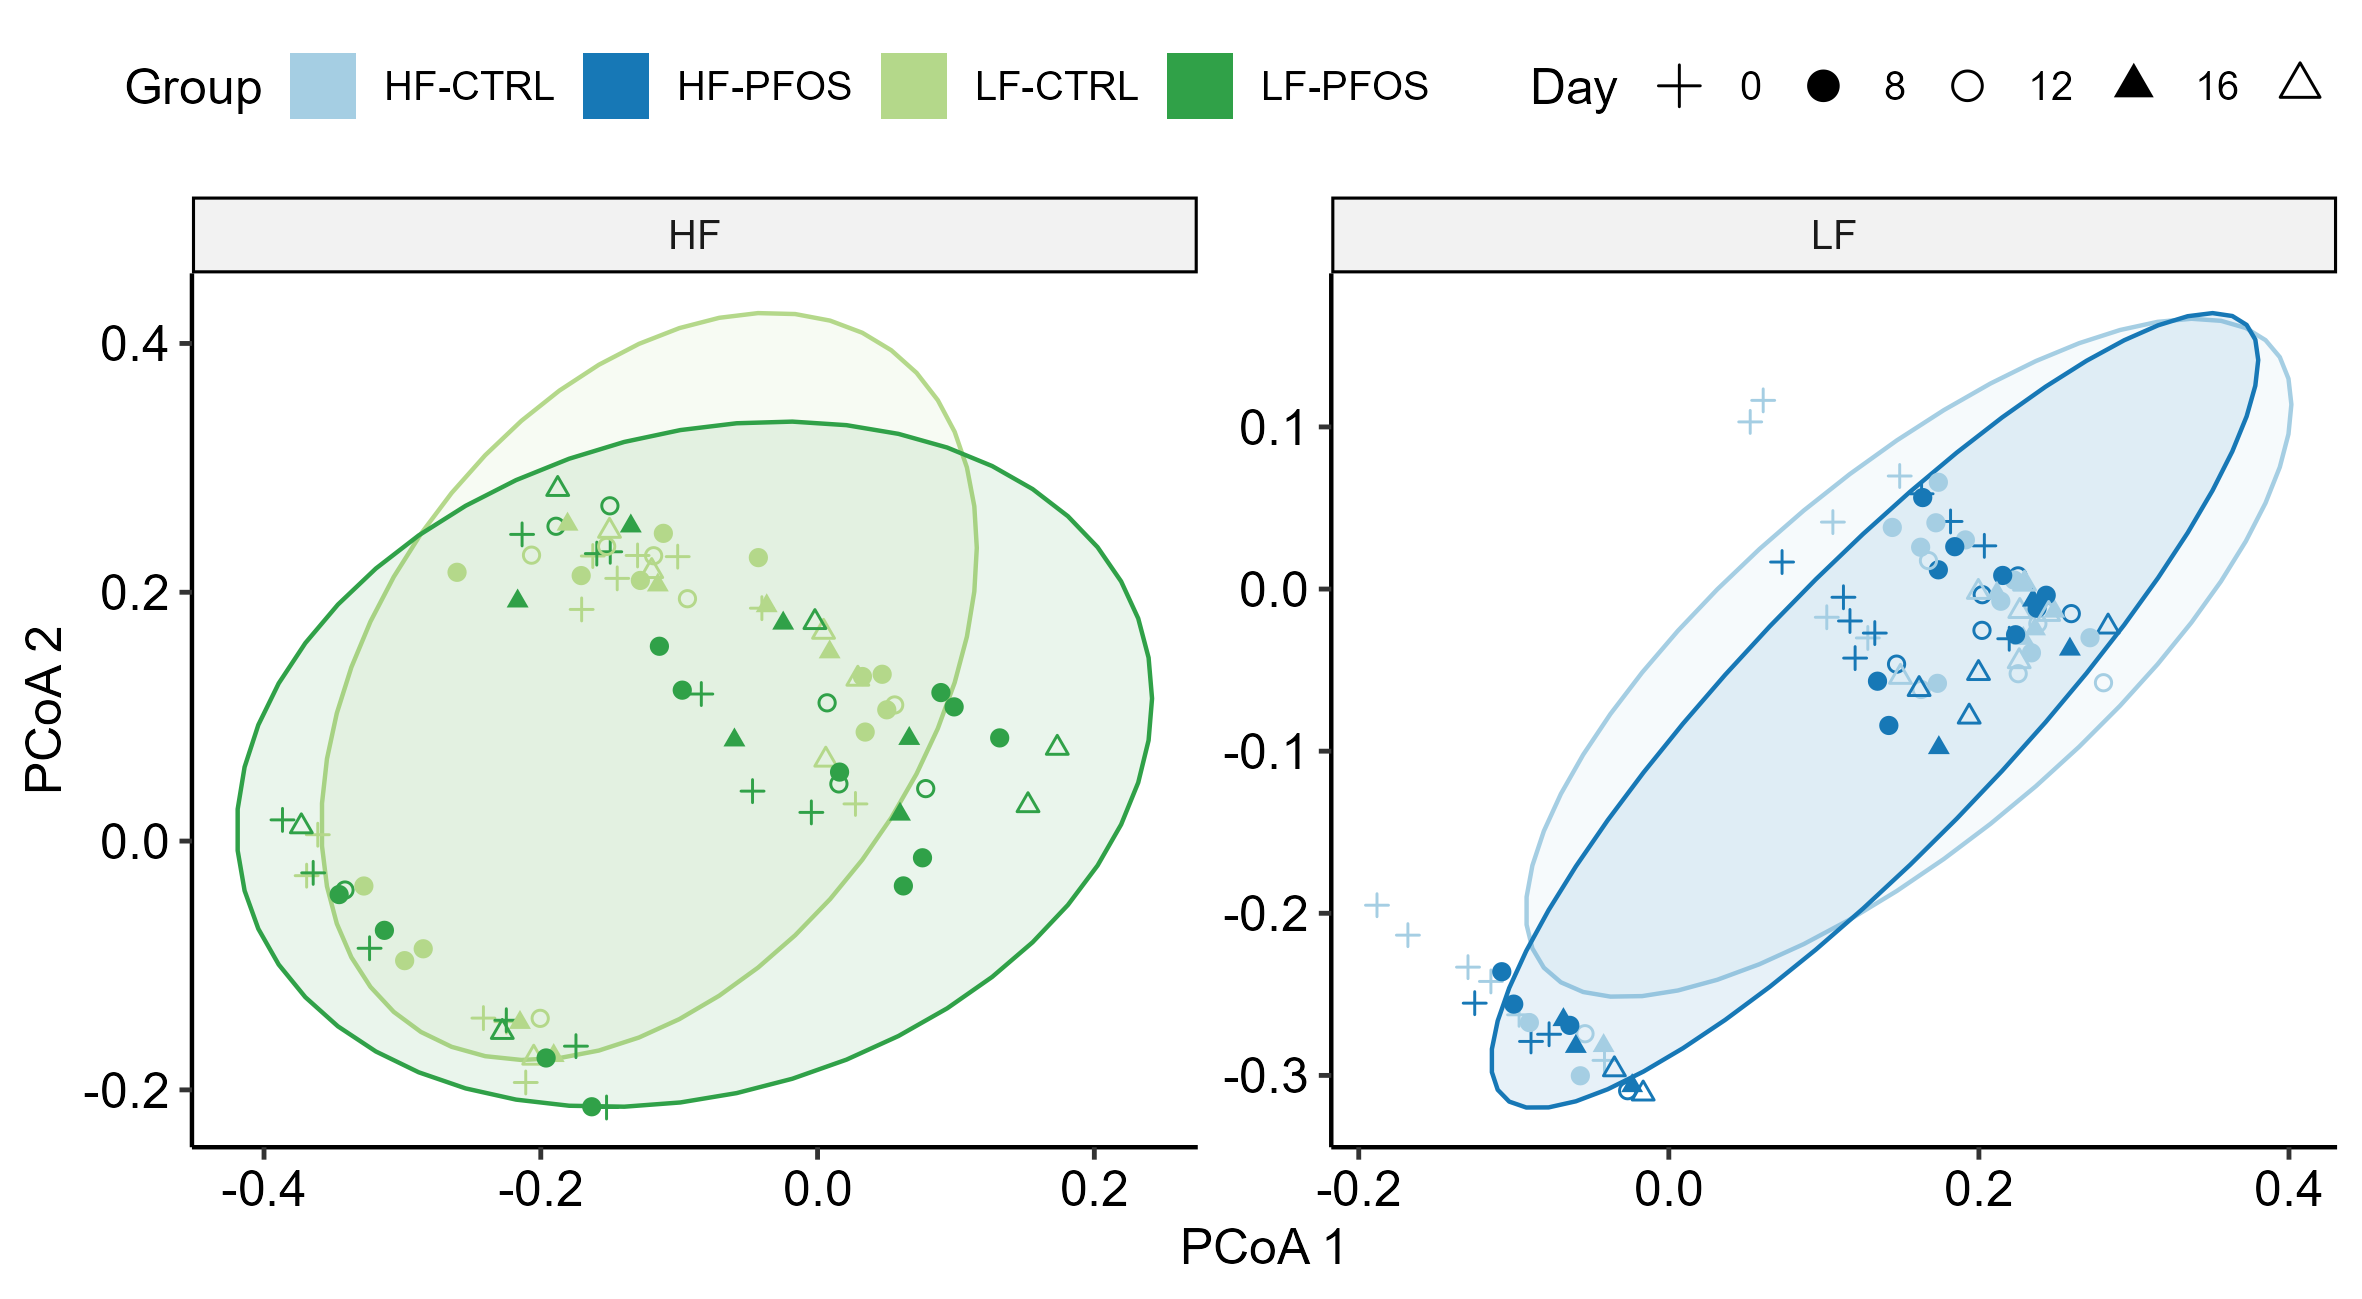 Group HF-CTRL HF-PFOS LF-CTRL LF-PFOS Day 0 8 12 16
HF LF
0.4
0.2
0.0
-0.2
0.1
0.0
-0.1
-0.2
-0.3
PCoA 2
-0.4 -0.2 0.0 0.2 -0.2 0.0 0.2 0.4
PCoA 1